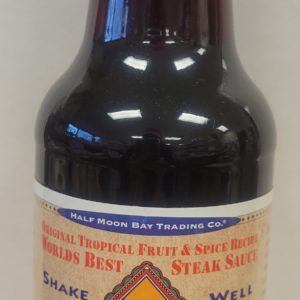 HALF MOON BAY TRADING CO.®
ORIGINAL TROPICAL FRUIT & SPICE RECIPE
WORLDS BEST STEAK SAUCE
SHAKE WELL